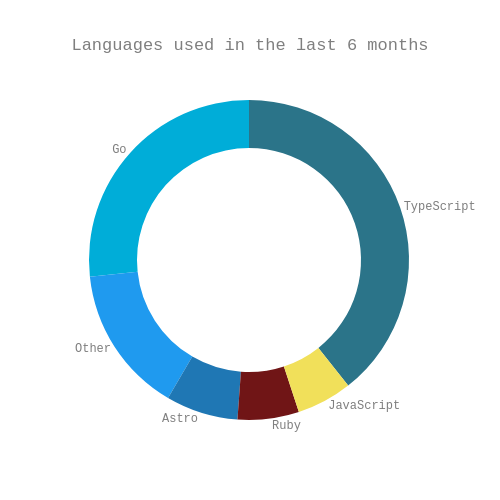 Languages used in the last 6 months
Go
TypeScript
Other
JavaScript
Astro
Ruby